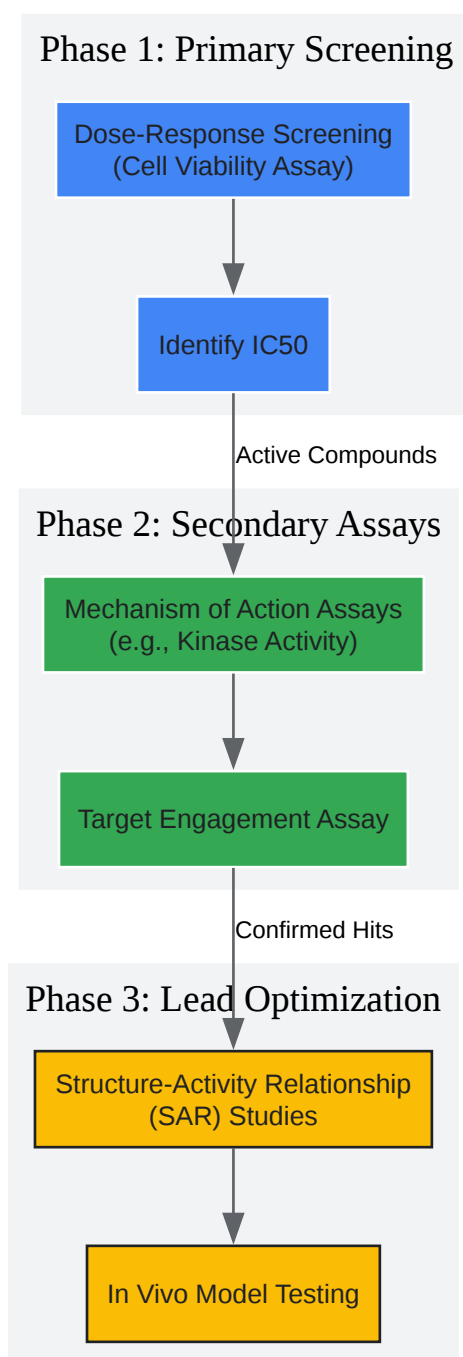 Phase 1: Primary Screening
Dose-Response Screening
(Cell Viability Assay)
Identify IC50
Active Compounds
Phase 2: Secondary Assays
Mechanism of Action Assays
(e.g., Kinase Activity)
Target Engagement Assay
Confirmed Hits
Phase 3: Lead Optimization
Structure-Activity Relationship
(SAR) Studies
In Vivo Model Testing